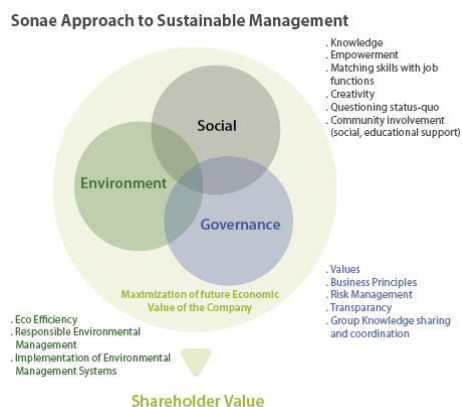 Sonae Approach to Sustainable Management
. Knowledge
. Empowerment
. Matching skills with job
functions
. Creativity
. Questioning status-quo
. Community involvement
(social, educational support)
Social
Environment
Governance
Maximization of future Economic
Value of the Company
. Values
. Business Principles
. Risk Management
. Transparancy
. Group Knowledge sharing
and coordination
. Eco Efficiency
. Responsible Environmental
Management
. Implementation of Environmental
Management Systems
Shareholder Value